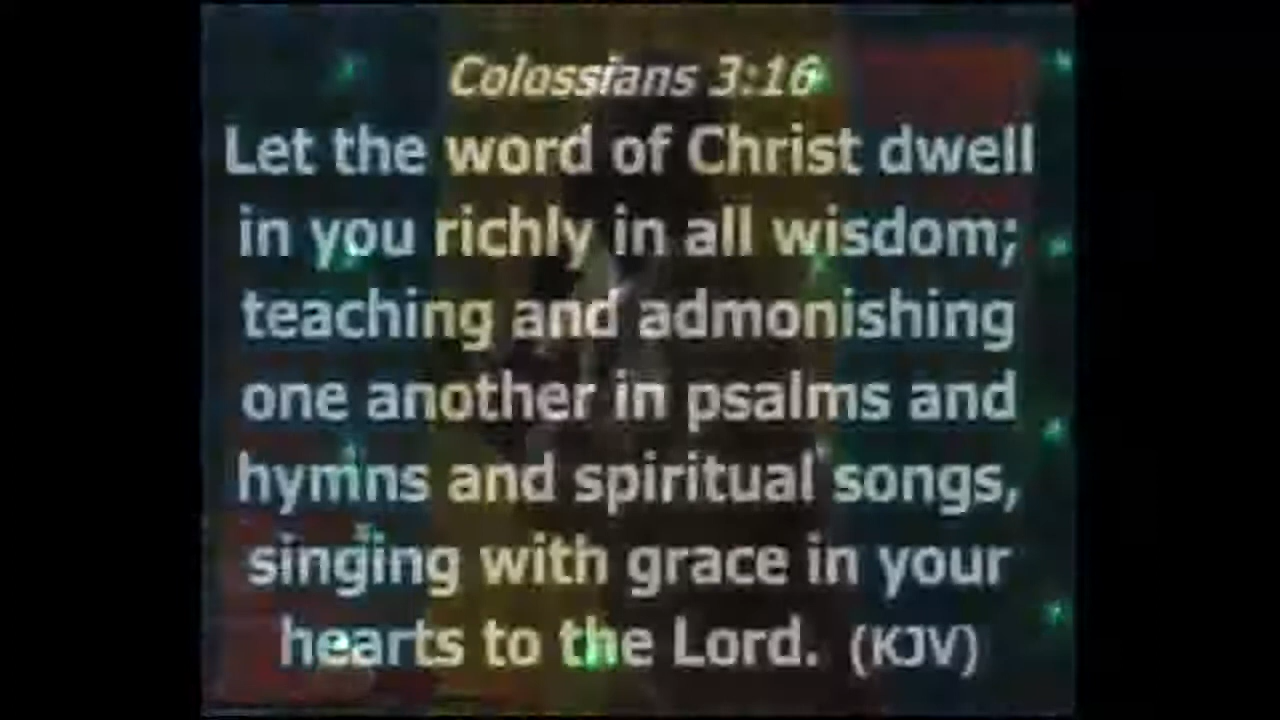 Colossians 3:16
Let the word of Christ dwell
in you richly in all wisdom;
teaching and admonishing
one another in psalms and
hymns and spiritual songs,
singing with grace in your
hearts to the Lord. (KJV)